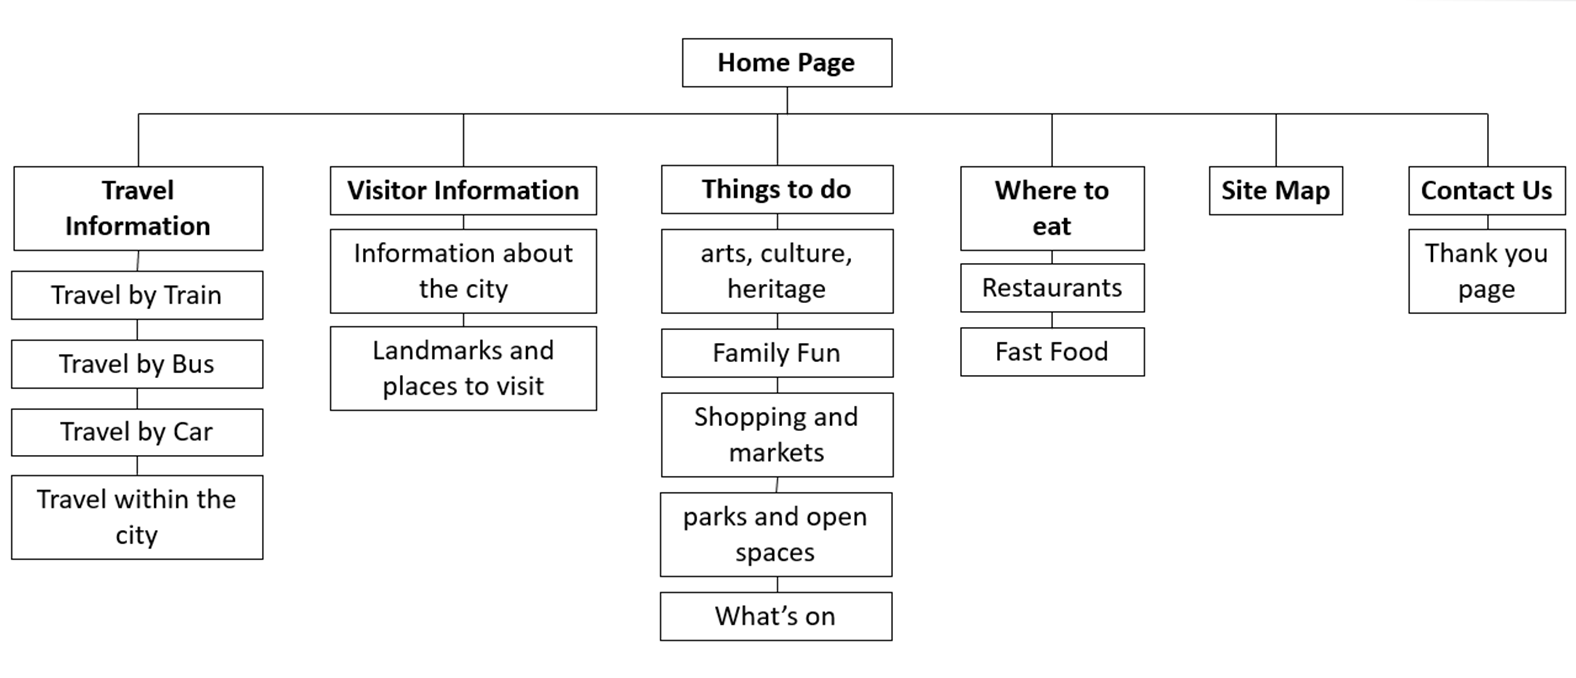 Home Page
Travel
Information
Travel by Train
Travel by Bus
Travel by Car
Travel within the
city
Visitor Information
Information about
the city
Landmarks and
places to visit
Things to do
arts, culture,
heritage
Family Fun
Shopping and
markets
parks and open
spaces
What’s on
Where to
eat
Restaurants
Fast Food
Site Map
Contact Us
Thank you
page